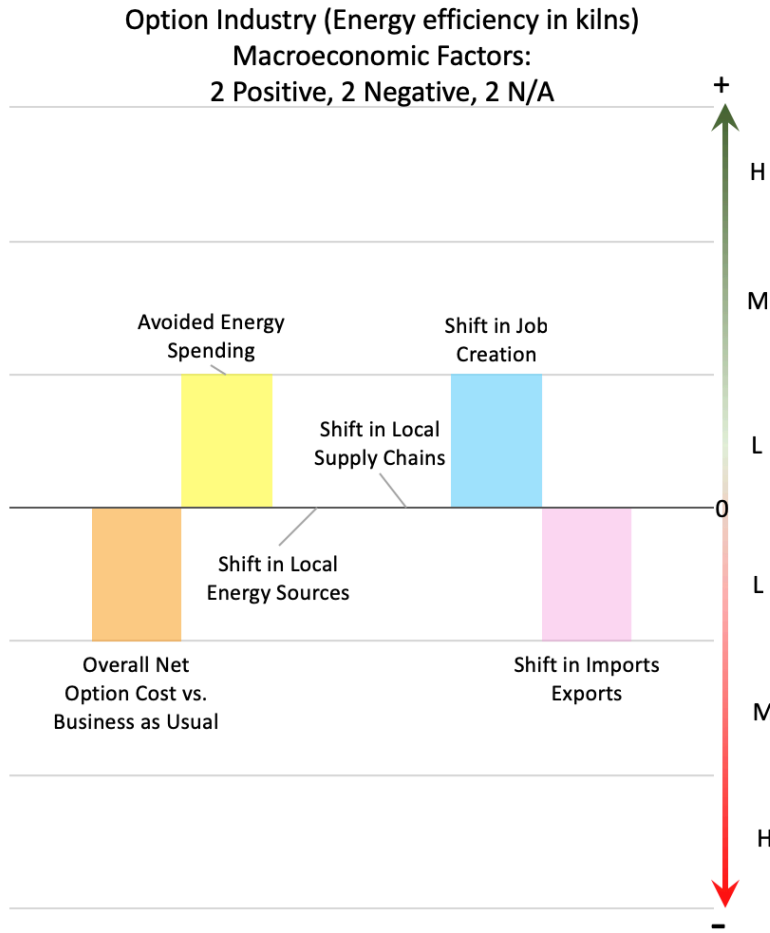 Option Industry (Energy efficiency in kilns)
Macroeconomic Factors:
2 Positive, 2 Negative, 2 N/A
+
H
M
Avoided Energy
Spending
Shift in Job
Creation
Shift in Local
Supply Chains
L
0
Shift in Local
Energy Sources
L
Overall Net
Option Cost vs.
Business as Usual
Shift in Imports
Exports
M
H
-